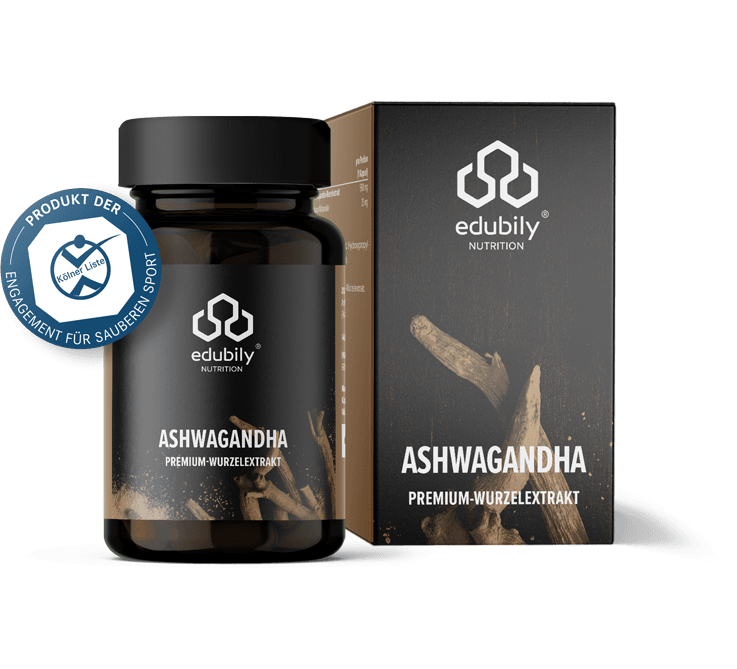 PRODUKT DER
Kölner Liste
ENGAGEMENT FÜR SAUBEREN SPORT
edubily®
NUTRITION
ASHWAGANDHA
PREMIUM-WURZELEXTRAKT
edubily®
NUTRITION
ASHWAGANDHA
PREMIUM-WURZELEXTRAKT